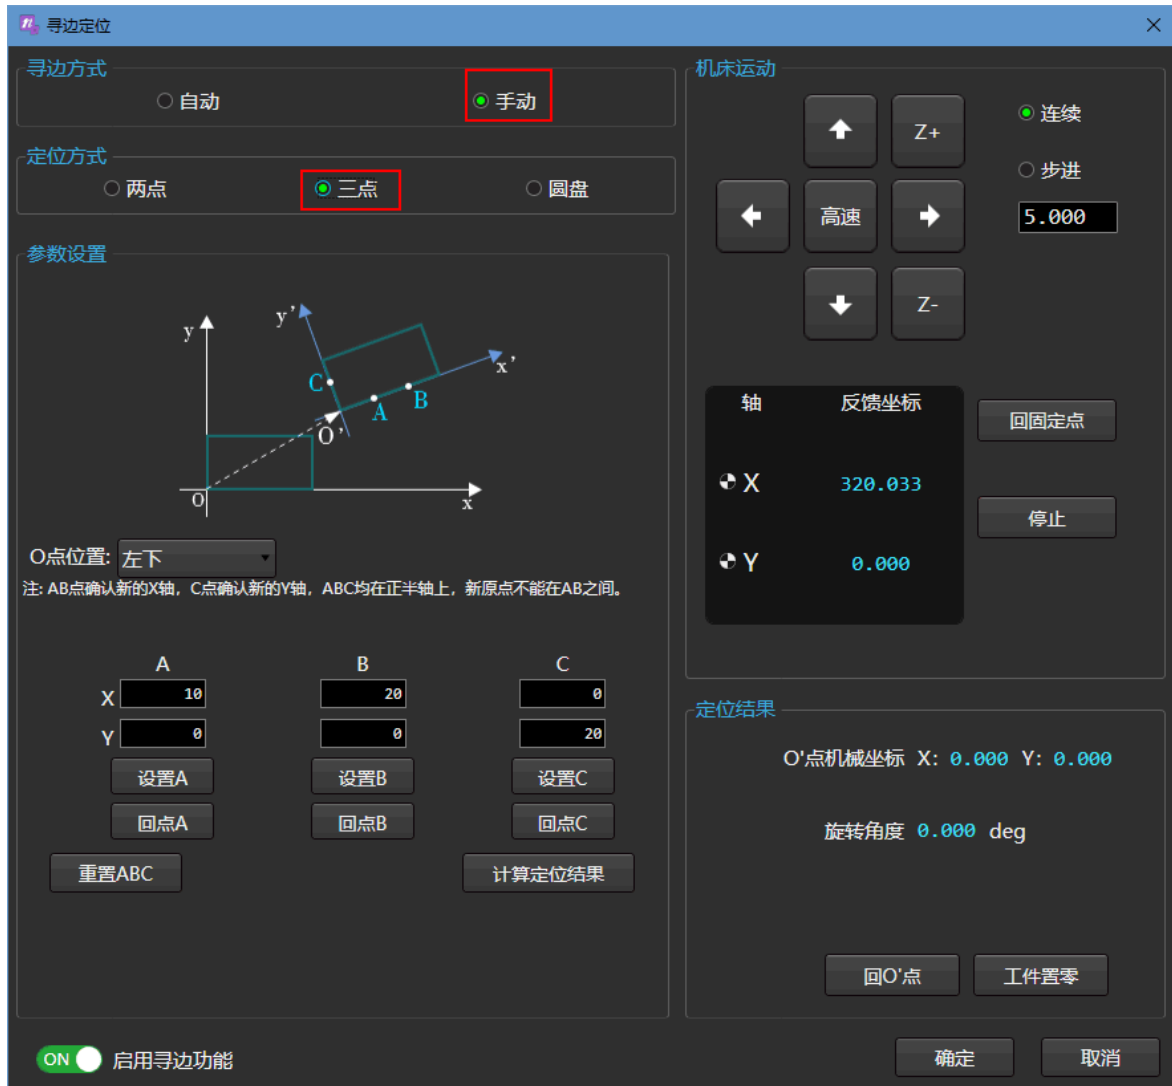 寻边定位
寻边方式
自动 手动
定位方式
两点 三点 圆盘
参数设置
y y' x'
C A B
O'
O x
O点位置: 左下
注: AB点确认新的X轴，C点确认新的Y轴，ABC均在正半轴上，新原点不能在AB之间。
A B C
X 10 20 0
Y 0 0 20
设置A 设置B 设置C
回点A 回点B 回点C
重置ABC 计算定位结果
ON 启用寻边功能
机床运动
Z+ 连续
步进
高速 5.000
Z-
轴 反馈坐标
回固定点
X 320.033
停止
Y 0.000
定位结果
O'点机械坐标 X: 0.000 Y: 0.000
旋转角度 0.000 deg
回O'点 工件置零
确定 取消